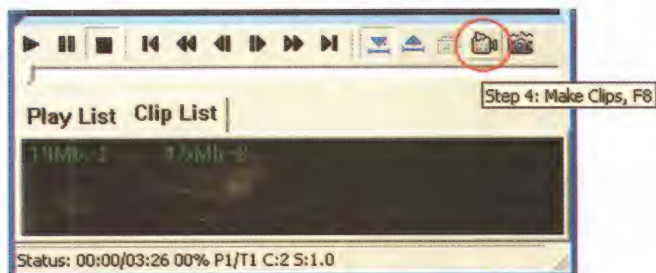 Step 4: Make Clips, F8
Play List Clip List
Status: 00:00/03:26 00% P1/T1 C:2 S:1.0